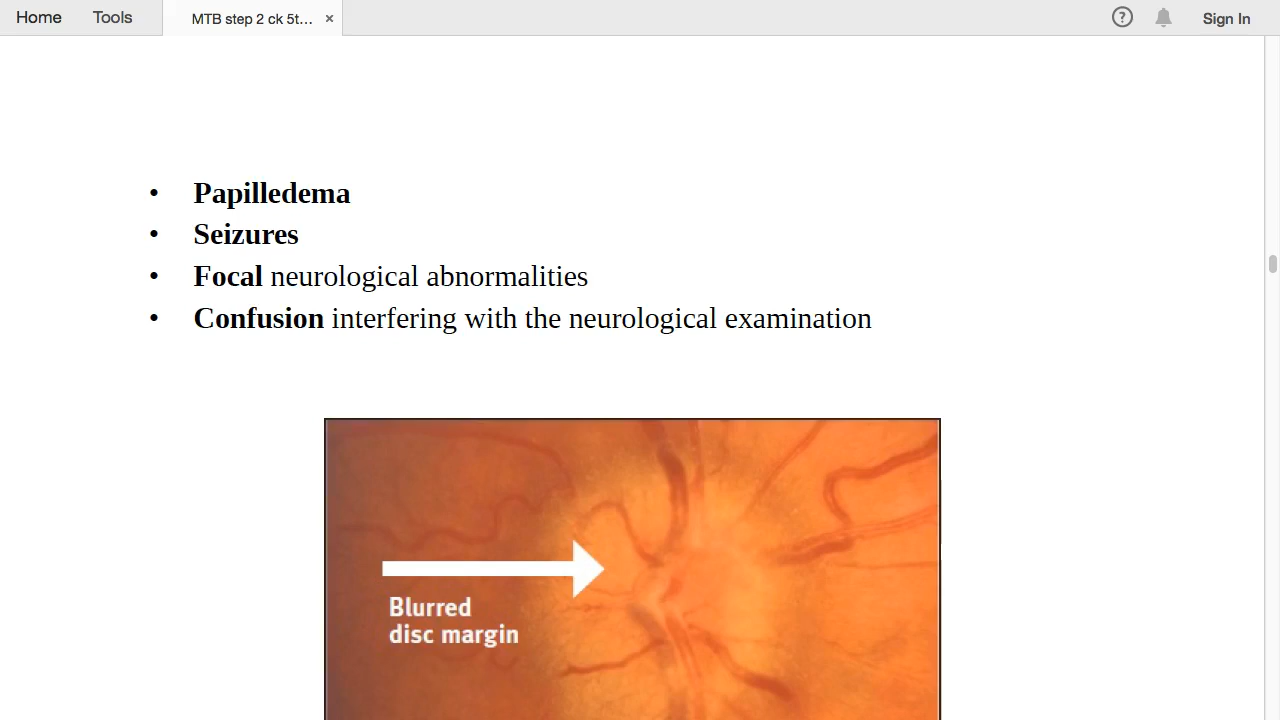 Home Tools MTB step 2 ck 5t... × ? Sign In
• Papilledema
• Seizures
• Focal neurological abnormalities
• Confusion interfering with the neurological examination
Blurred
disc margin